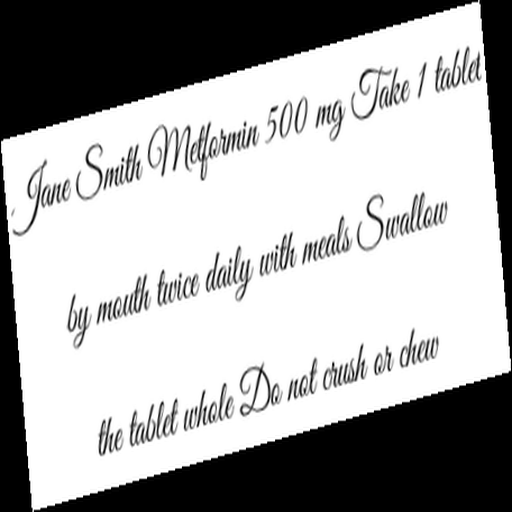 Jane Smith Metformin 500 mg Take 1 tablet
by mouth twice daily with meals Swallow
the tablet whole Do not crush or chew